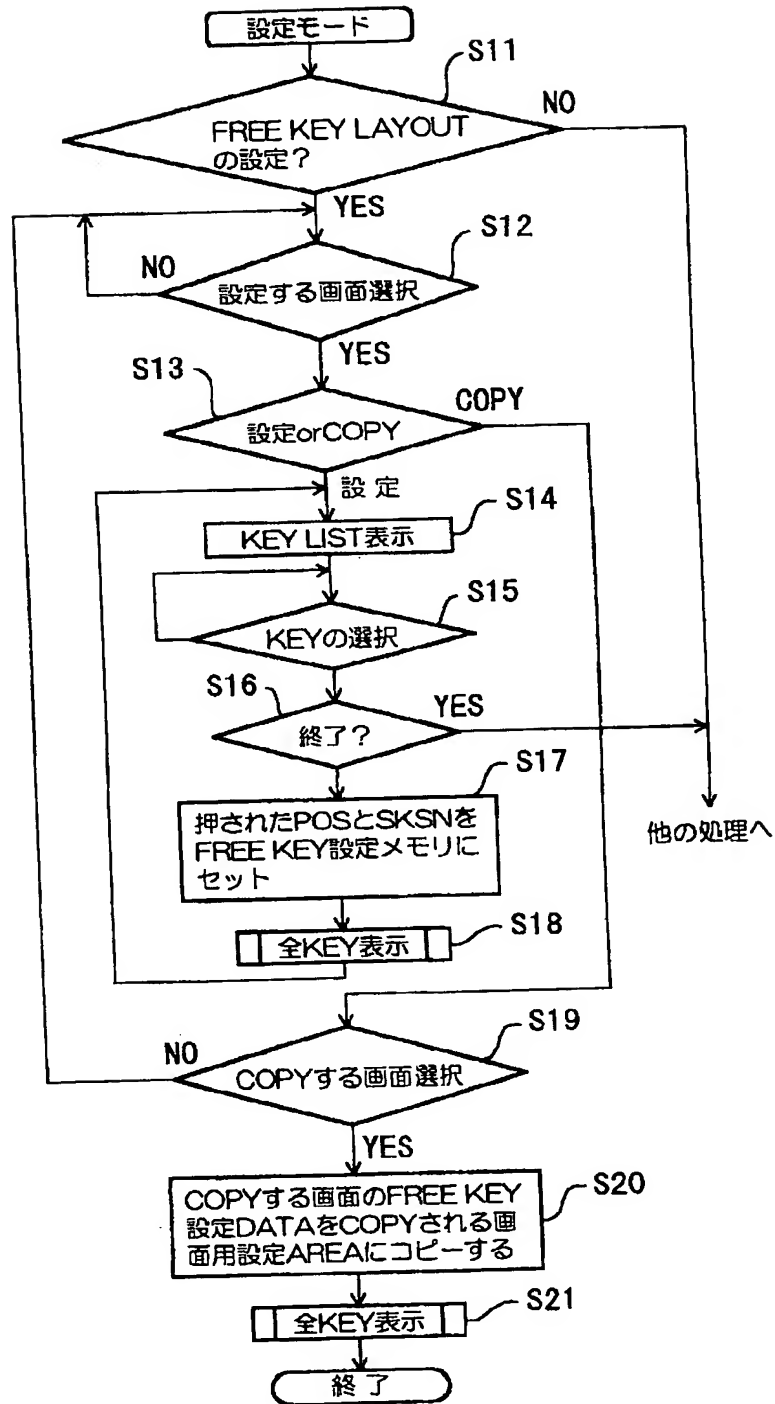 設定モード
S11
NO
FREE KEY LAYOUT
の設定?
YES
S12
NO
設定する画面選択
YES
S13
COPY
設定orCOPY
設定
S14
KEY LIST表示
S15
KEYの選択
S16
YES
終了?
S17
押されたPOSとSKSNを
FREE KEY設定メモリに
セット
他の処理へ
S18
全KEY表示
S19
NO
COPYする画面選択
YES
S20
COPYする画面のFREE KEY
設定DATAをCOPYされる画
面用設定AREAにコピーする
S21
全KEY表示
終了